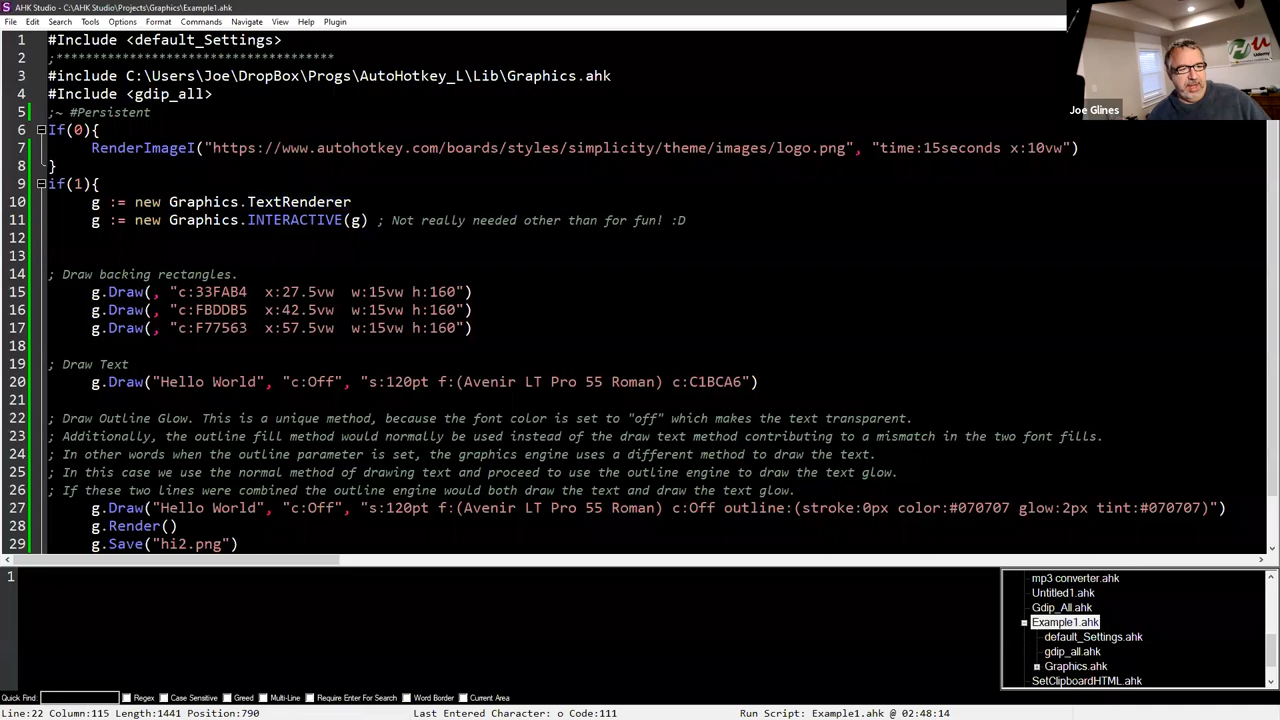 AHK Studio - C:\AHK Studio\Projects\Graphics\Example1.ahk
File Edit Search Tools Options Format Commands Navigate View Help Plugin
1 #Include <default_Settings>
2 ;********************************
3 #include C:\Users\Joe\DropBox\Progs\AutoHotkey_L\Lib\Graphics.ahk
4 #Include <gdip_all>
5 ;~ #Persistent
6 If(0){
7 RenderImageI("https://www.autohotkey.com/boards/styles/simplicity/theme/images/logo.png", "time:15seconds x:10vw")
8 }
9 if(1){
10 g := new Graphics.TextRenderer
11 g := new Graphics.INTERACTIVE(g) ; Not really needed other than for fun! :D
12
13
14 ; Draw backing rectangles.
15 g.Draw(, "c:33FAB4 x:27.5vw w:15vw h:160")
16 g.Draw(, "c:FBDDB5 x:42.5vw w:15vw h:160")
17 g.Draw(, "c:F77563 x:57.5vw w:15vw h:160")
18
19 ; Draw Text
20 g.Draw("Hello World", "c:Off", "s:120pt f:(Avenir LT Pro 55 Roman) c:C1BCA6")
21
22 ; Draw Outline Glow. This is a unique method, because the font color is set to "off" which makes the text transparent.
23 ; Additionally, the outline fill method would normally be used instead of the draw text method contributing to a mismatch in the two font fills.
24 ; In other words when the outline parameter is set, the graphics engine uses a different method to draw the text.
25 ; In this case we use the normal method of drawing text and proceed to use the outline engine to draw the text glow.
26 ; If these two lines were combined the outline engine would both draw the text and draw the text glow.
27 g.Draw("Hello World", "c:Off", "s:120pt f:(Avenir LT Pro 55 Roman) c:Off outline:(stroke:0px color:#070707 glow:2px tint:#070707)")
28 g.Render()
29 g.Save("hi2.png")
Joe Glines
Udemy
1
mp3 converter.ahk
Untitled1.ahk
Gdip_All.ahk
Example1.ahk
default_Settings.ahk
gdip_all.ahk
Graphics.ahk
SetClipboardHTML.ahk
Quick Find: Regex Case Sensitive Greed Multi-Line Require Enter For Search Word Border Current Area
Line:22 Column:115 Length:1441 Position:790 Last Entered Character: o Code:111 Run Script: Example1.ahk @ 02:48:14